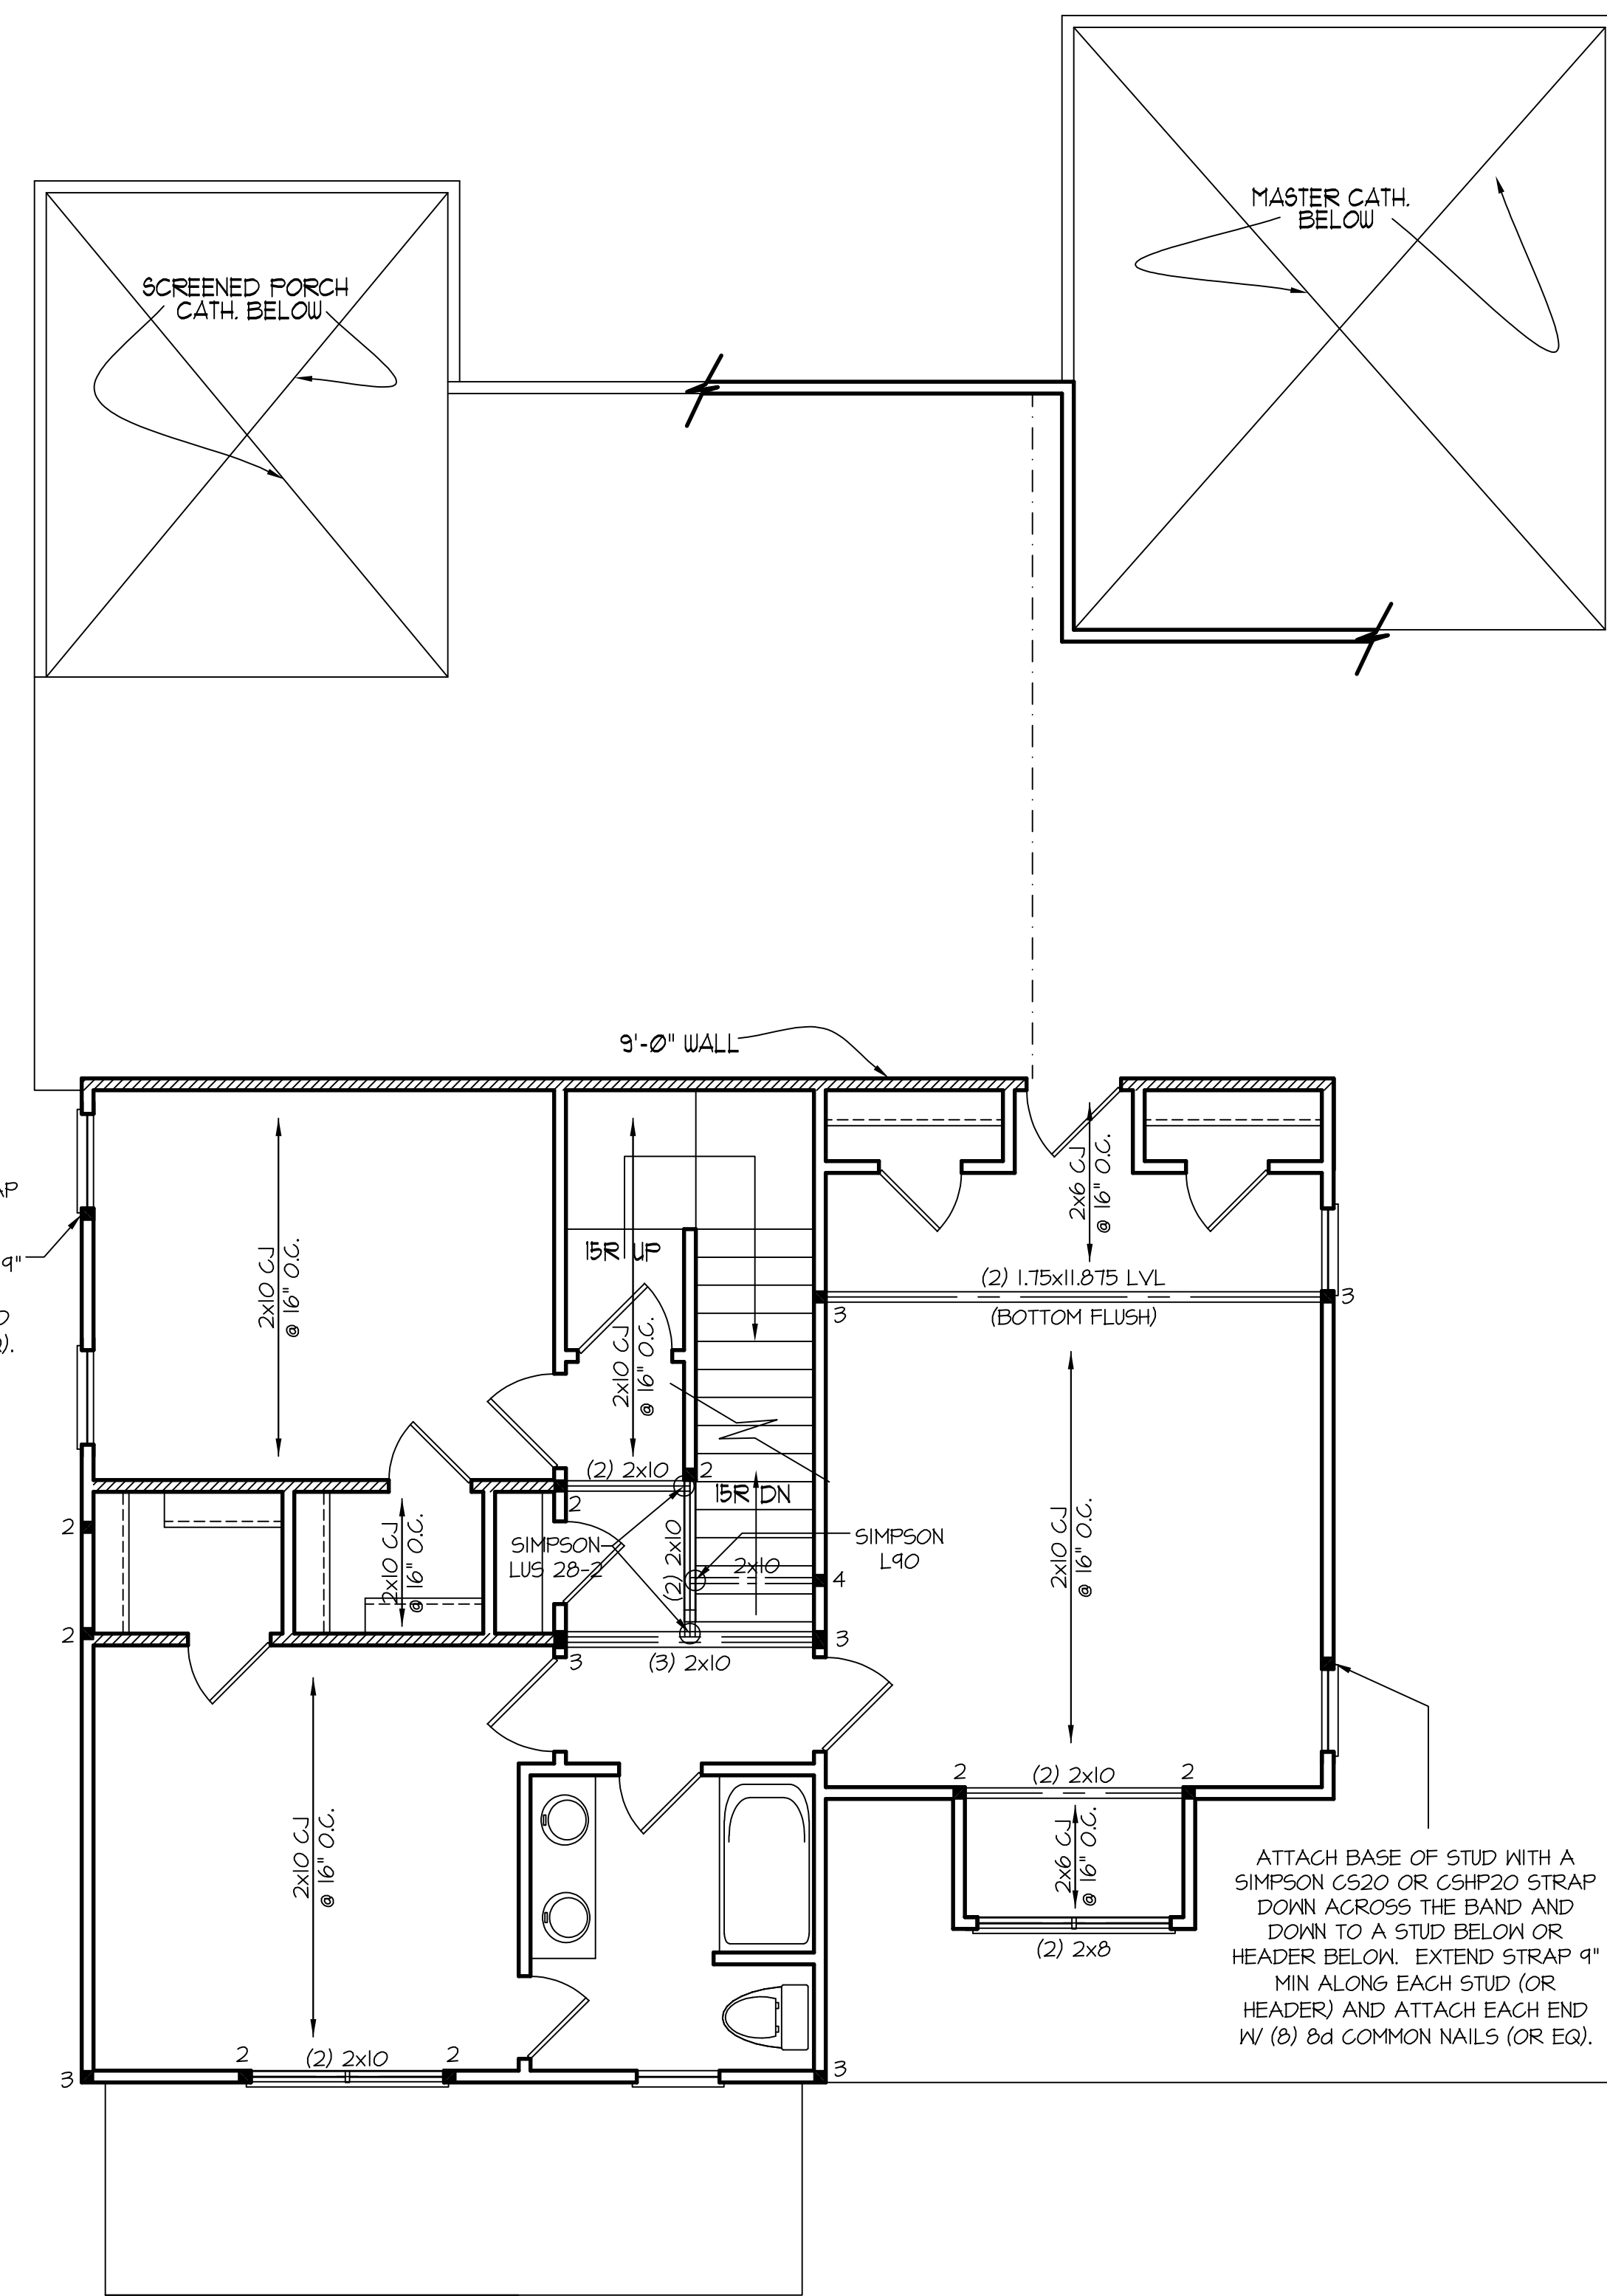 MASTER CATH.
BELOW
SCREENED PORCH
CATH. BELOW
9'-0" WALL
9"
2x6 CJ
@ 16" O.C.
15R UP
2x10 CJ
@ 16" O.C.
(2) 1.75x11.875 LVL
3
3
(BOTTOM FLUSH)
2x10 CJ
@ 16" O.C.
(2) 2x10
2
2
15R DN
2
2x10 CJ
@ 16" O.C.
SIMPSON
LUS 28-2
(2) 2x10
2x10
SIMPSON
L90
4
2x10 CJ
@ 16" O.C.
2
3
(3) 2x10
3
2
(2) 2x10
2
2x10 CJ
@ 16" O.C.
2x6 CJ
@ 16" O.C.
(2) 2x8
ATTACH BASE OF STUD WITH A
SIMPSON CS20 OR CSHP20 STRAP
DOWN ACROSS THE BAND AND
DOWN TO A STUD BELOW OR
HEADER BELOW. EXTEND STRAP 9"
MIN ALONG EACH STUD (OR
HEADER) AND ATTACH EACH END
W/ (8) 8d COMMON NAILS (OR EQ).
3
2
(2) 2x10
2
3